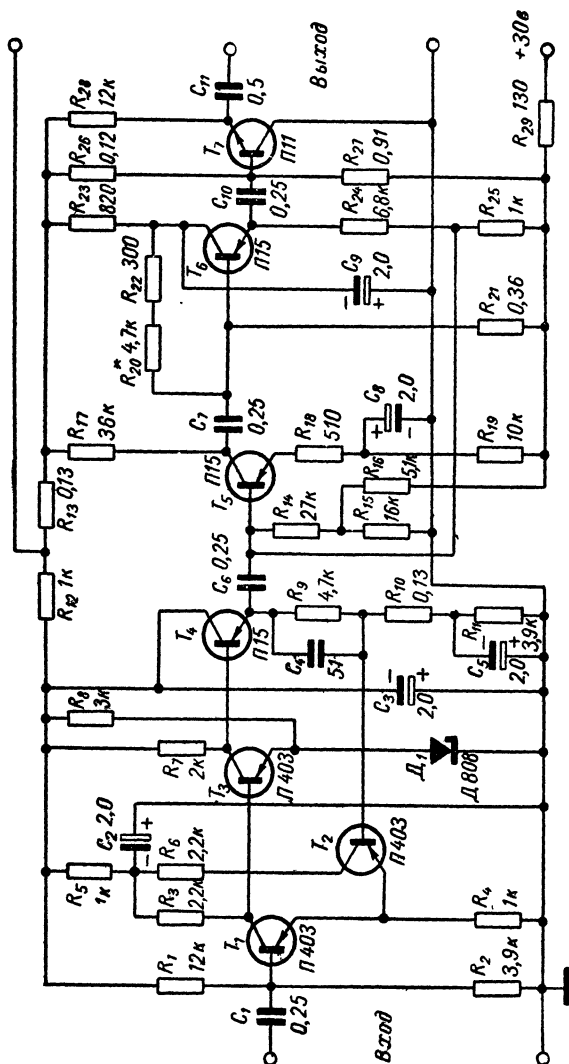 Вход
C₁
0,25
R₁
12к
R₂
3,9к
T₁
П403
R₃
2,2к
R₅
1к
C₂ 2,0
− +
R₆
2,2к
T₂
П403
R₄
1к
T₃
П403
R₇
2к
R₈
3к
Д₁
Д808
C₃
−
+
2,0
T₄
П15
C₄
51
R₉
4,7к
R₁₀
0,13
C₅
−
+
2,0
R₁₁
3,9к
R₁₂
1к
R₁₃
0,13
C₆
0,25
T₅
П15
R₁₄
27к
R₁₅
16к
R₁₆
5,1к
R₁₇
36к
C₇
0,25
R₁₈
510
C₈
+
−
2,0
R₁₉
10к
R₂₀* 4,7к
R₂₂ 300
T₆
П15
R₂₁
0,36
C₉
−
+
2,0
R₂₃
820
R₂₄
6,8к
R₂₅
1к
C₁₀
0,25
R₂₆
0,12
R₂₇
0,91
T₇
П11
R₂₈
12к
C₁₁
0,5
Выход
R₂₉ 130
+30в